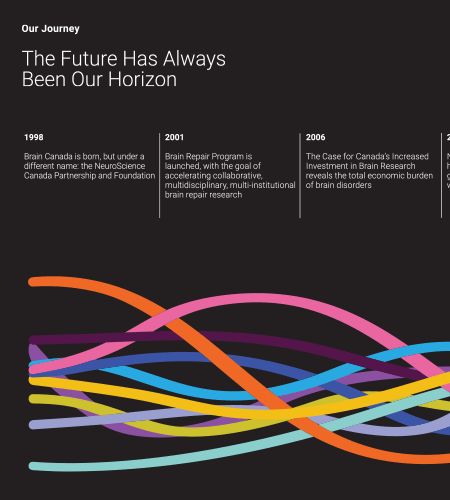 Our Journey
The Future Has Always
Been Our Horizon
1998
Brain Canada is born, but under a
different name: the NeuroScience
Canada Partnership and Foundation
2001
Brain Repair Program is
launched, with the goal of
accelerating collaborative,
multidisciplinary, multi-institutional
brain repair research
2006
The Case for Canada's Increased
Investment in Brain Research
reveals the total economic burden
of brain disorders